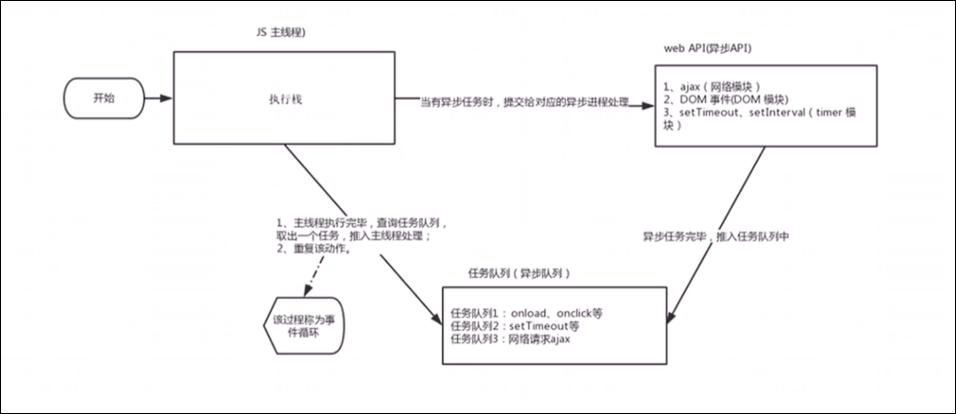 JS 主线程)
web API(异步API)
开始
执行栈
当有异步任务时，提交给对应的异步进程处理
1、ajax（网络模块）
2、DOM 事件(DOM 模块)
3、setTimeout、setInterval（timer 模
块）
1、主线程执行完毕，查询任务队列，
取出一个任务，推入主线程处理；
2、重复该动作。
异步任务完毕，推入任务队列中
任务队列（异步队列）
该过程称为事
件循环
任务队列1： onload、onclick等
任务队列2：setTimeout等
任务队列3：网络请求ajax